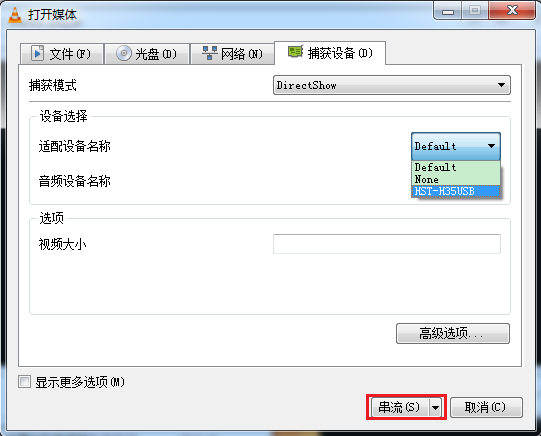 打开媒体
文件(F) 光盘(D) 网络(N) 捕获设备(D)
捕获模式 DirectShow
设备选择
适配设备名称 Default
Default
None
音频设备名称
HST-H35USB
选项
视频大小
高级选项...
显示更多选项(M)
串流(S) 取消(C)